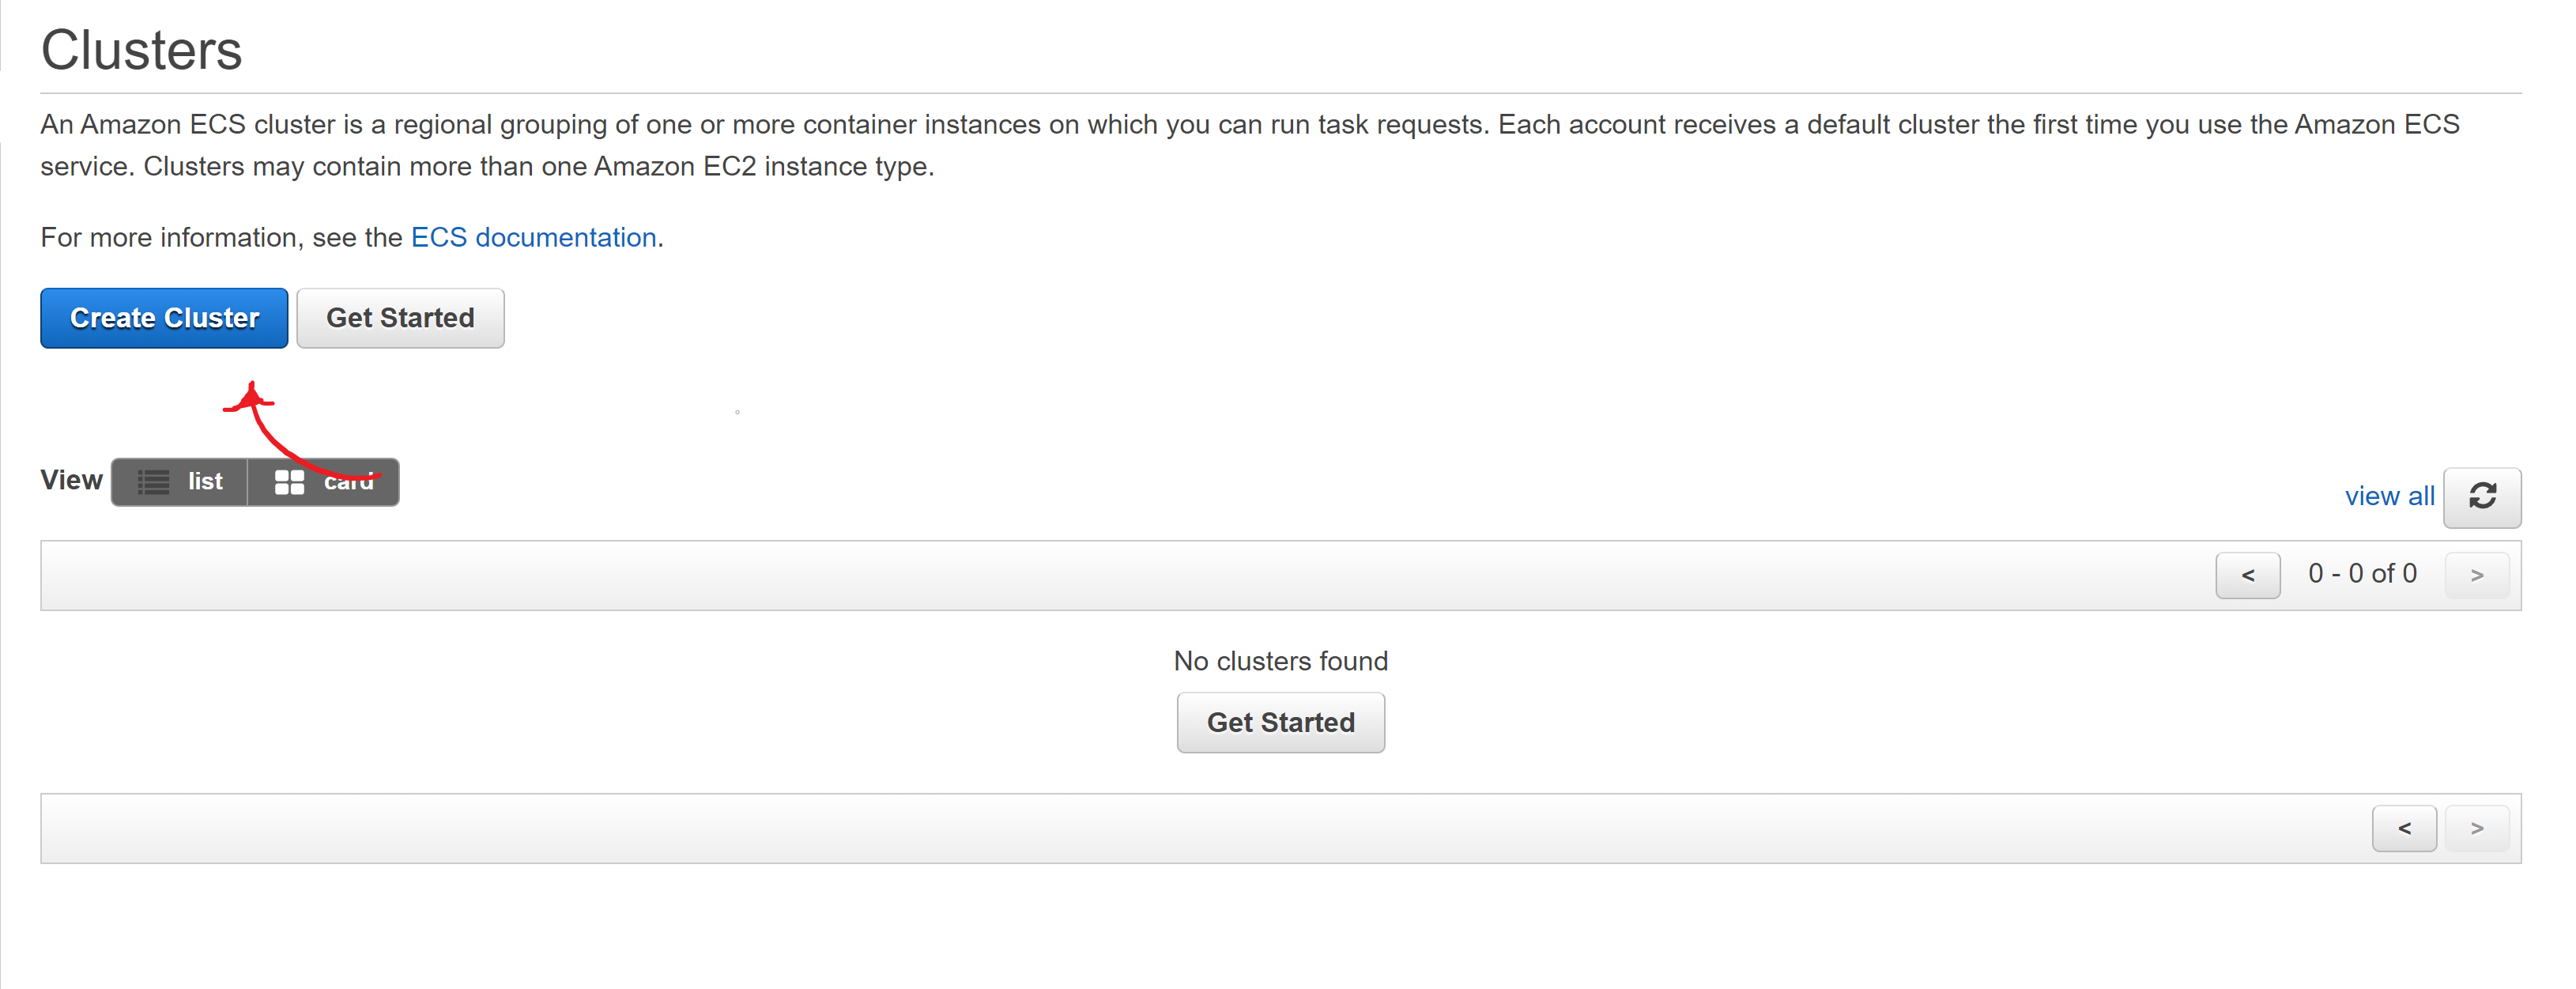 Clusters
An Amazon ECS cluster is a regional grouping of one or more container instances on which you can run task requests. Each account receives a default cluster the first time you use the Amazon ECS
service. Clusters may contain more than one Amazon EC2 instance type.
For more information, see the ECS documentation.
Create Cluster Get Started
View list card
view all
< 0 - 0 of 0 >
No clusters found
Get Started
< >